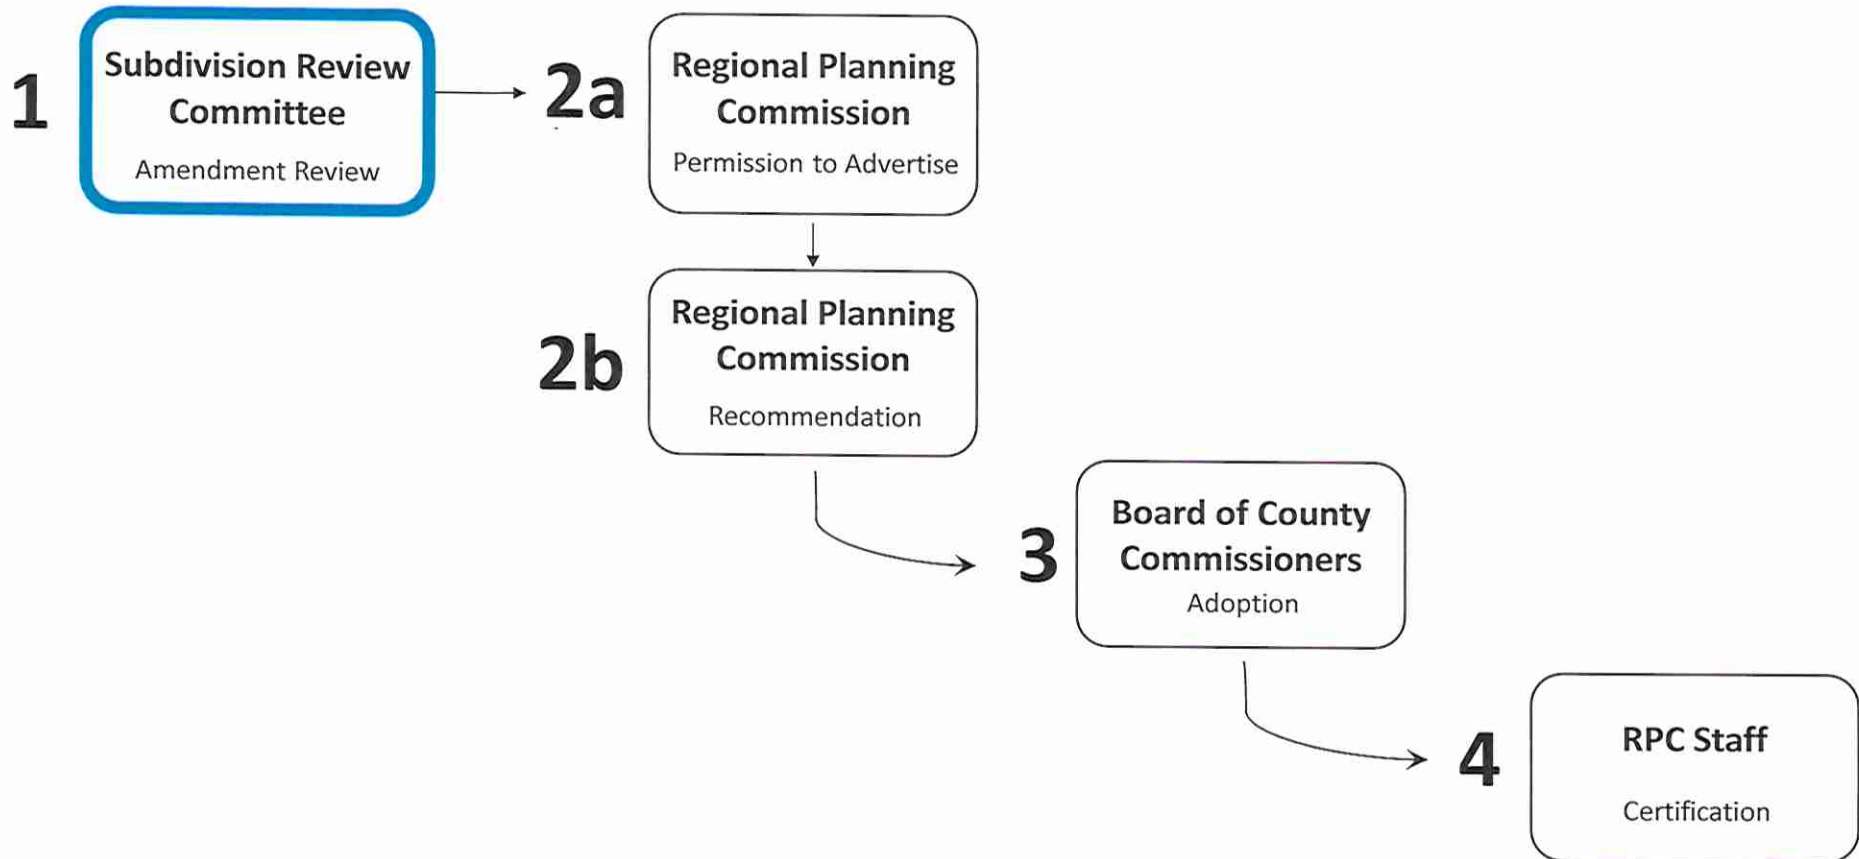 1
Subdivision Review
Committee
Amendment Review
2a
Regional Planning
Commission
Permission to Advertise
2b
Regional Planning
Commission
Recommendation
3
Board of County
Commissioners
Adoption
4
RPC Staff
Certification